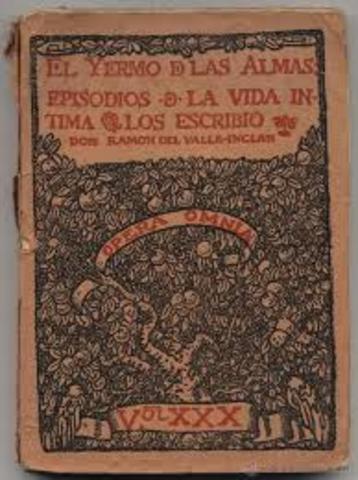 EL YERMO D LAS ALMAS
EPISODIOS D LA VIDA IN-
TIMA LOS ESCRIBIO
DON RAMON DEL VALLE-INCLAN
OPERA OMNIA
VOL XXX